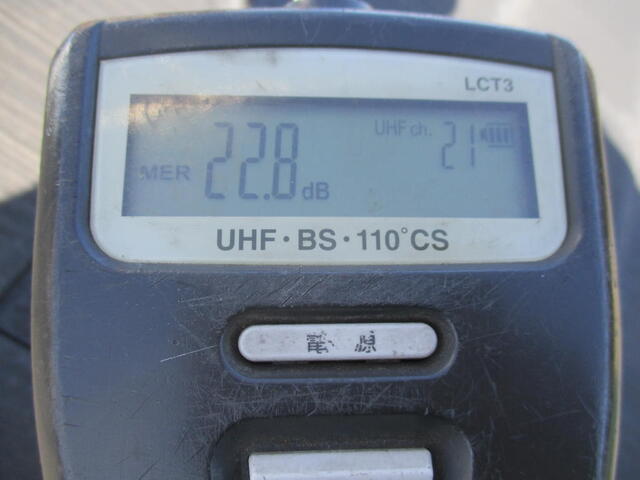 LCT3
UHF ch. 21
MER 22.8 dB
UHF・BS・110°CS
電源